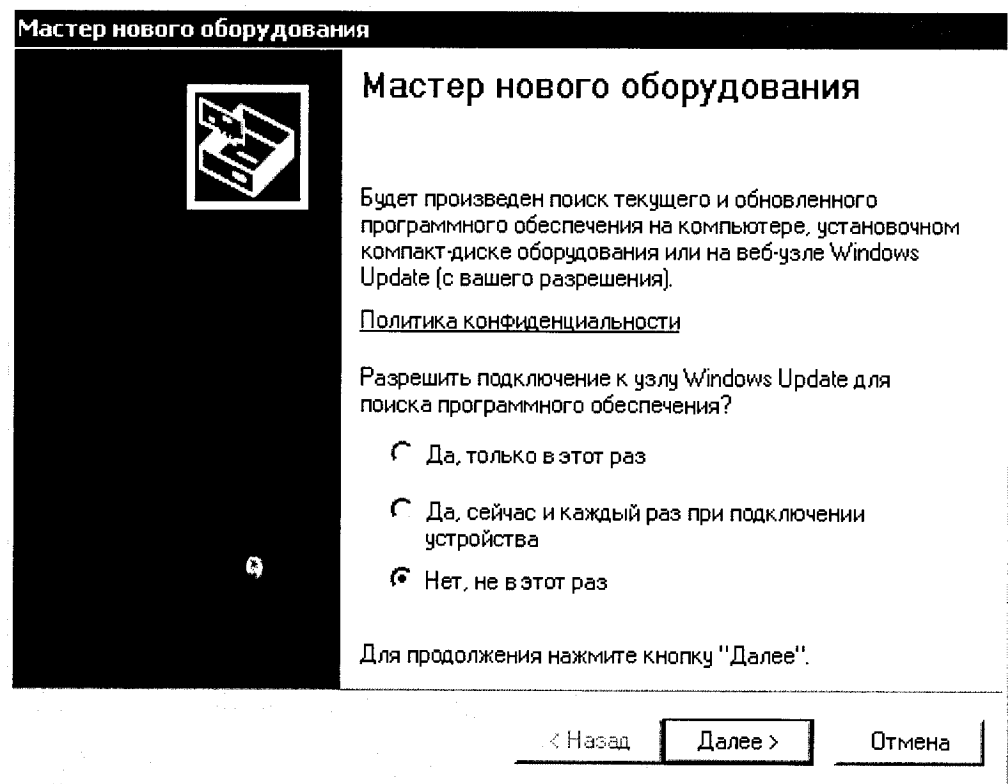 Мастер нового оборудования
Мастер нового оборудования
Будет произведен поиск текущего и обновленного
программного обеспечения на компьютере, установочном
компакт-диске оборудования или на веб-узле Windows
Update (с вашего разрешения).
Политика конфиденциальности
Разрешить подключение к узлу Windows Update для
поиска программного обеспечения?
Да, только в этот раз
Да, сейчас и каждый раз при подключении
устройства
Нет, не в этот раз
Для продолжения нажмите кнопку "Далее".
< Назад Далее > Отмена